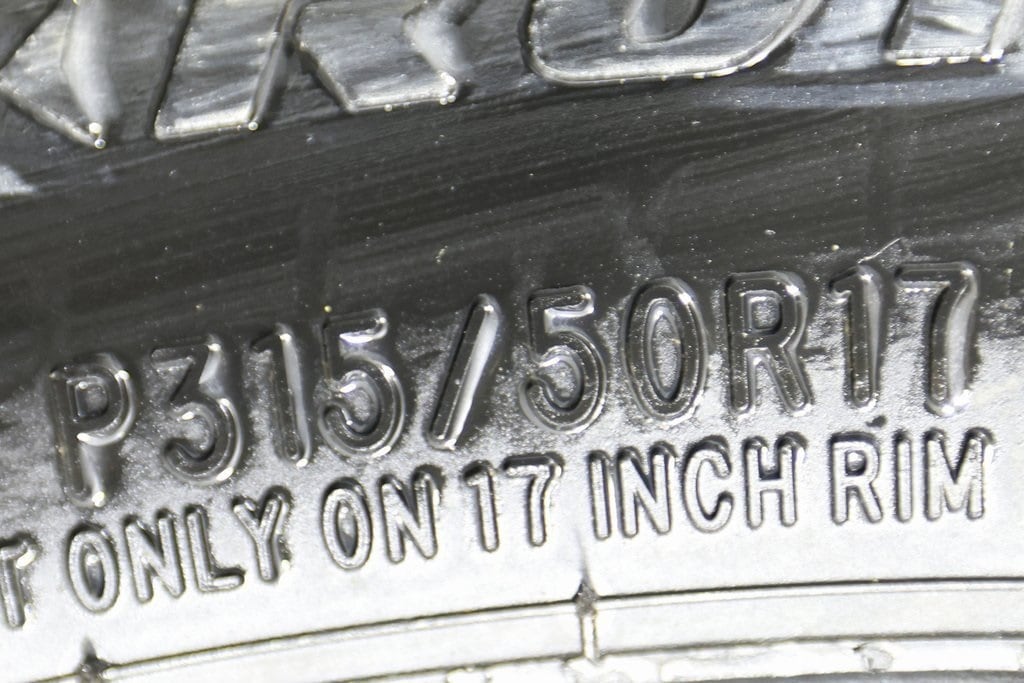 P315/50R17
ONLY ON 17 INCH RIM